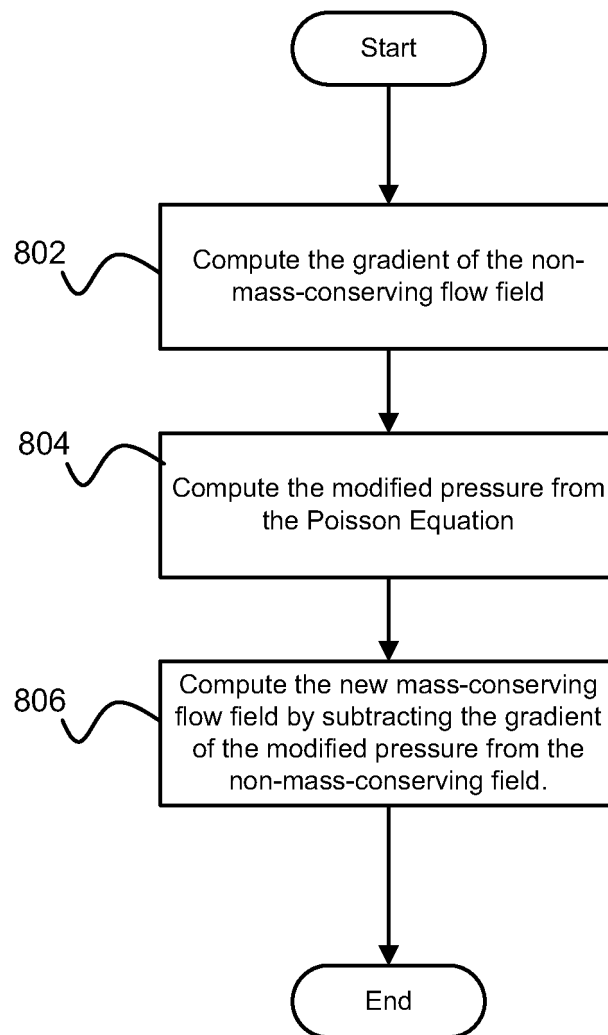 Start
802
Compute the gradient of the non-
mass-conserving flow field
804
Compute the modified pressure from
the Poisson Equation
806
Compute the new mass-conserving
flow field by subtracting the gradient
of the modified pressure from the
non-mass-conserving field.
End